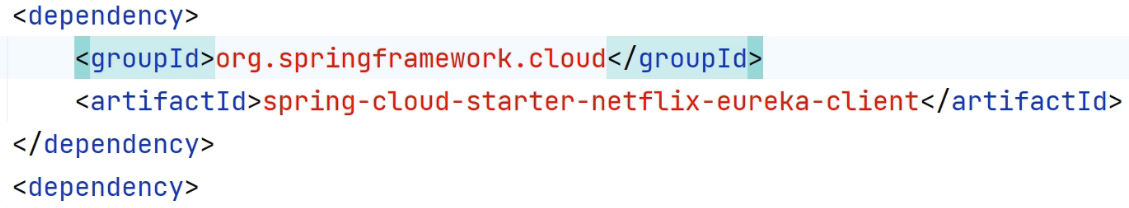 <dependency>
<groupId>org.springframework.cloud</groupId>
<artifactId>spring-cloud-starter-netflix-eureka-client</artifactId>
</dependency>
<dependency>